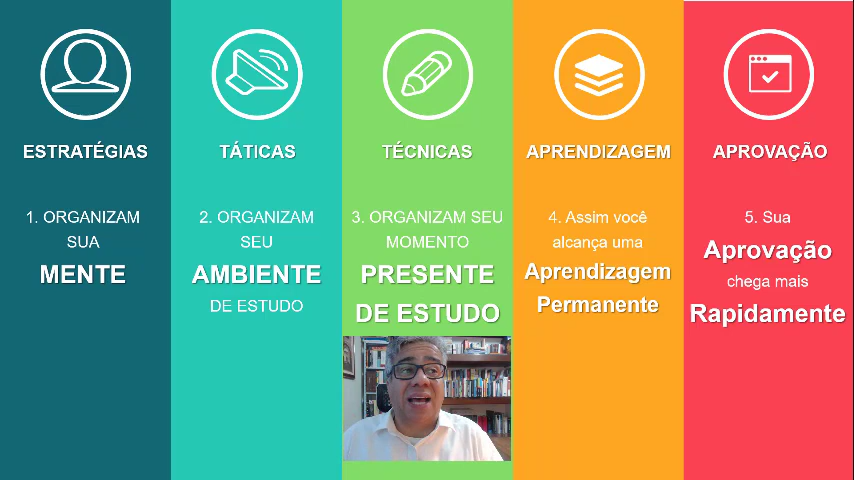 ESTRATÉGIAS
1. ORGANIZAM
SUA
MENTE
TÁTICAS
2. ORGANIZAM
SEU
AMBIENTE
DE ESTUDO
TÉCNICAS
3. ORGANIZAM SEU
MOMENTO
PRESENTE
DE ESTUDO
APRENDIZAGEM
4. Assim você
alcança uma
Aprendizagem
Permanente
APROVAÇÃO
5. Sua
Aprovação
chega mais
Rapidamente